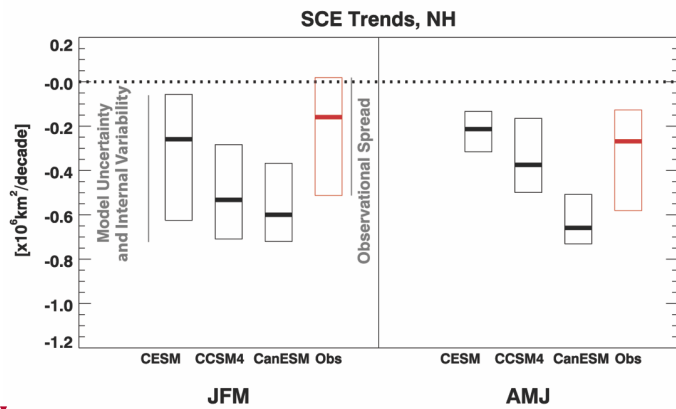 SCE Trends, NH
0.2
-0.0
-0.2
-0.4
-0.6
-0.8
-1.0
-1.2
[x10⁶km²/decade]
Model Uncertainty
and Internal Variability
Observational Spread
CESM CCSM4 CanESM Obs
CESM CCSM4 CanESM Obs
JFM AMJ